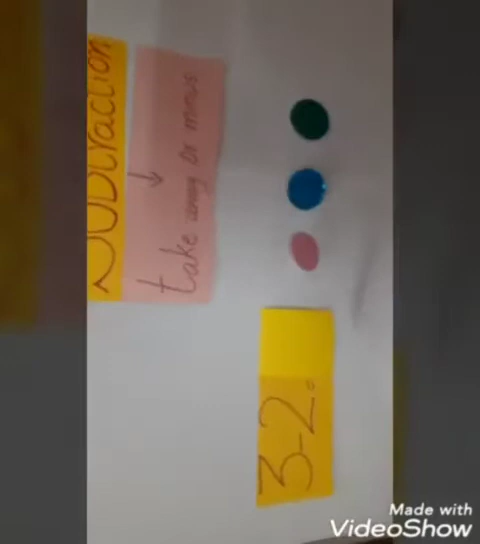 Subtraction
↓
take away or minus
3-2=
Made with
VideoShow